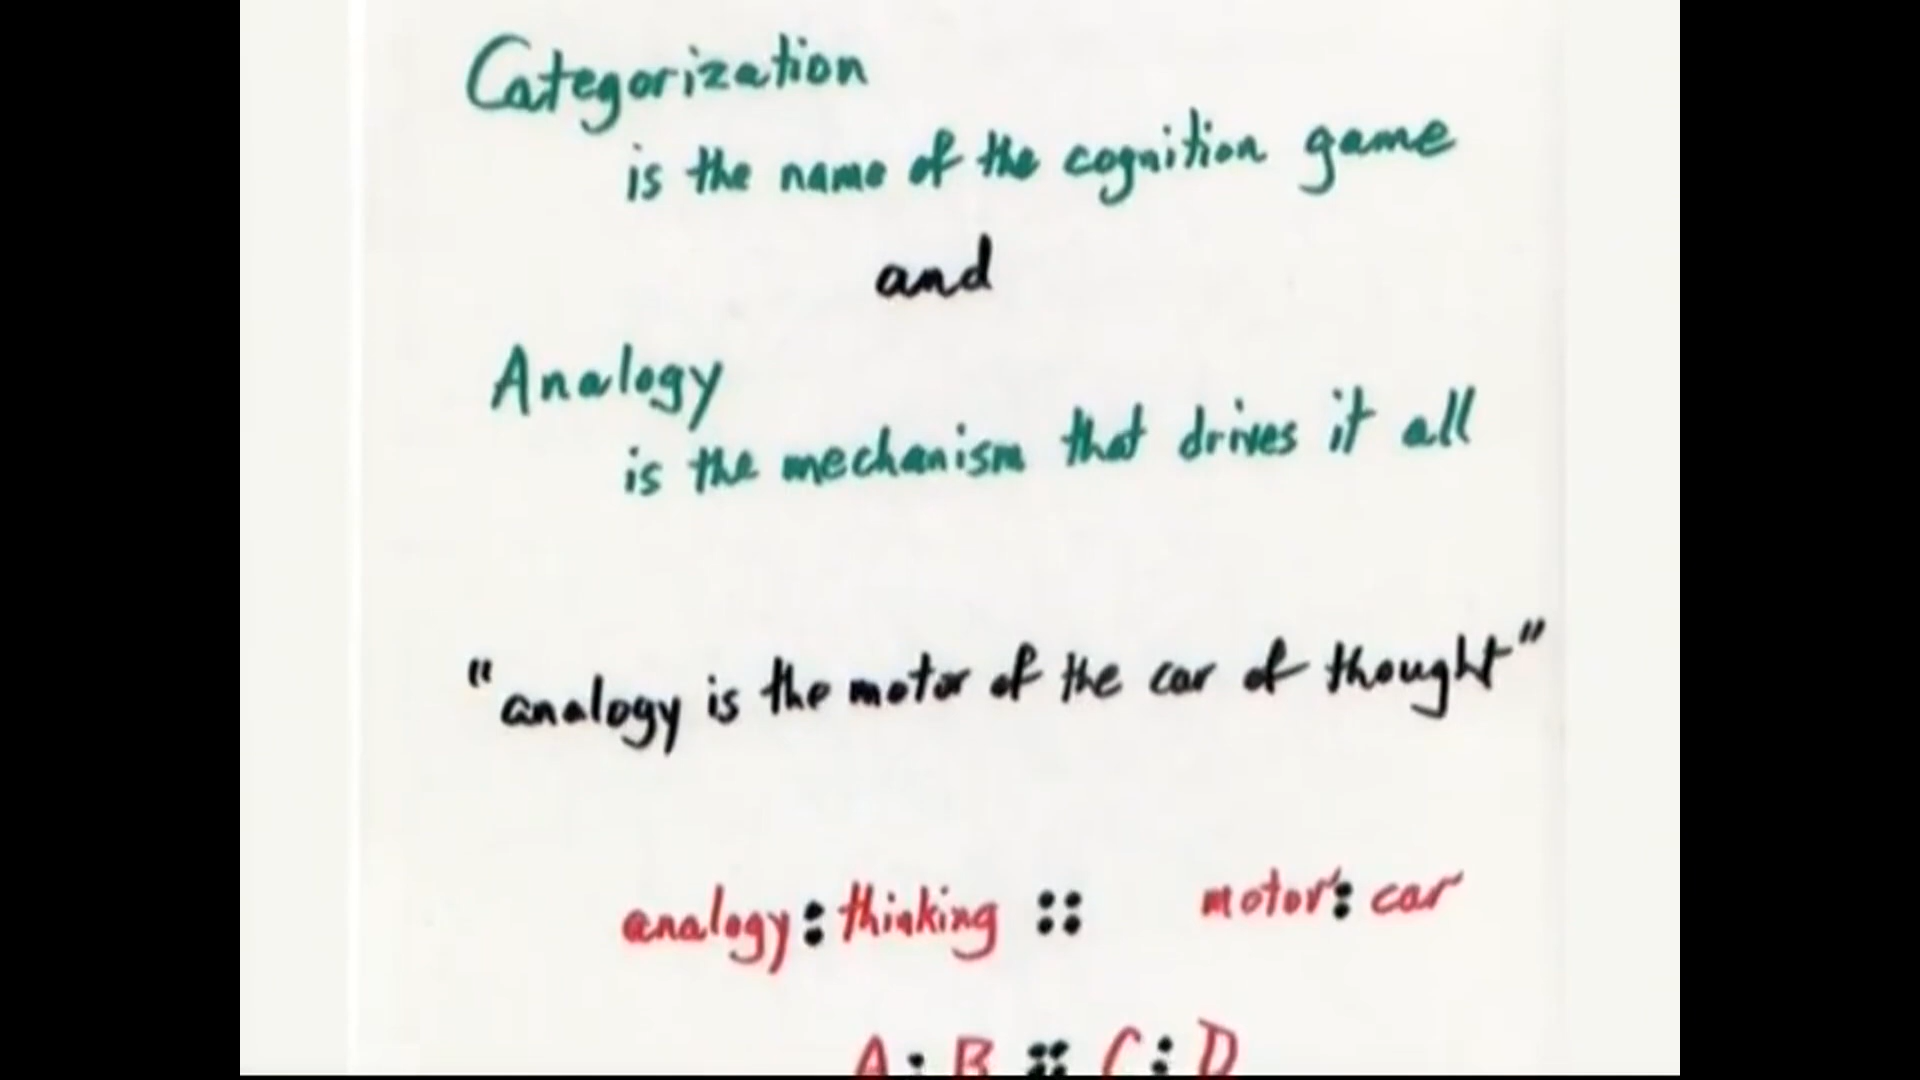 Categorization
is the name of the cognition game
and
Analogy
is the mechanism that drives it all
"analogy is the motor of the car of thought"
analogy : thinking :: motor : car
A : B :: C : D